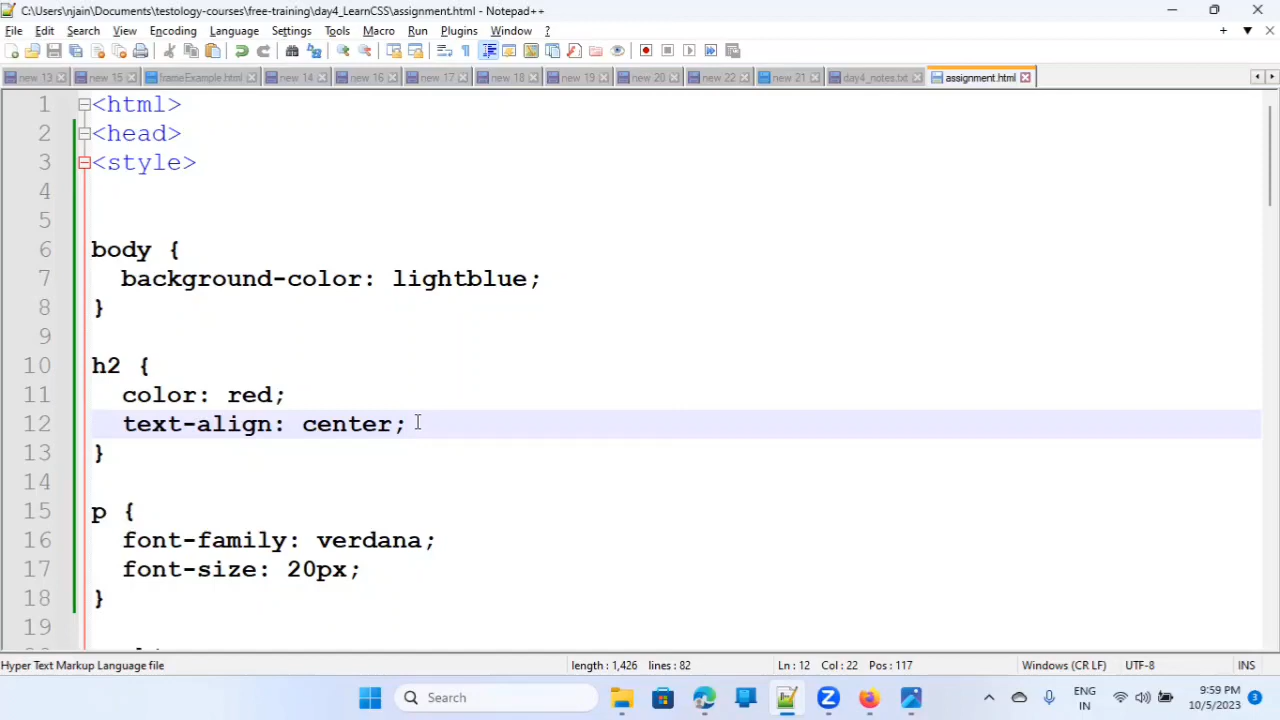 C:\Users\njain\Documents\testology-courses\free-training\day4_LearnCSS\assignment.html - Notepad++
File Edit Search View Encoding Language Settings Tools Macro Run Plugins Window ?
new 13 new 15 frameExample.html new 14 new 16 new 17 new 18 new 19 new 20 new 22 new 21 day4_notes.txt assignment.html
1 <html>
2 <head>
3 <style>
4
5
6 body {
7 background-color: lightblue;
8 }
9
10 h2 {
11 color: red;
12 text-align: center;
13 }
14
15 p {
16 font-family: verdana;
17 font-size: 20px;
18 }
19
Hyper Text Markup Language file length : 1,426 lines : 82 Ln : 12 Col : 22 Pos : 117 Windows (CR LF) UTF-8 INS
Search ENG IN 9:59 PM 10/5/2023 3